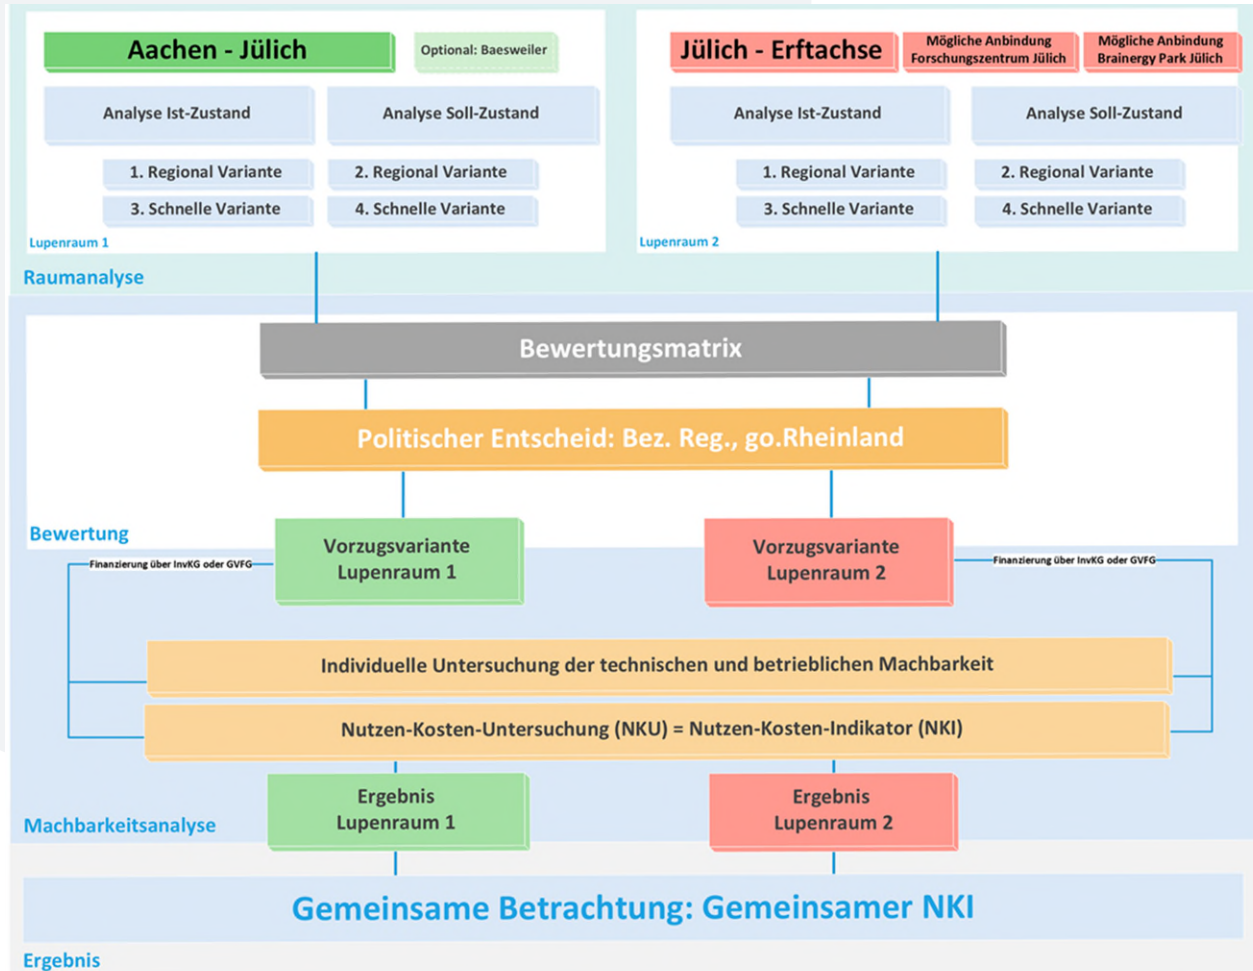 Aachen - Jülich
Optional: Baesweiler
Analyse Ist-Zustand
Analyse Soll-Zustand
1. Regional Variante
2. Regional Variante
3. Schnelle Variante
4. Schnelle Variante
Lupenraum 1
Jülich - Erftachse
Mögliche Anbindung
Forschungszentrum Jülich
Mögliche Anbindung
Brainergy Park Jülich
Analyse Ist-Zustand
Analyse Soll-Zustand
1. Regional Variante
2. Regional Variante
3. Schnelle Variante
4. Schnelle Variante
Lupenraum 2
Raumanalyse
Bewertungsmatrix
Politischer Entscheid: Bez. Reg., go.Rheinland
Bewertung
Vorzugsvariante
Lupenraum 1
Vorzugsvariante
Lupenraum 2
Finanzierung über InvKG oder GVFG
Finanzierung über InvKG oder GVFG
Individuelle Untersuchung der technischen und betrieblichen Machbarkeit
Nutzen-Kosten-Untersuchung (NKU) = Nutzen-Kosten-Indikator (NKI)
Ergebnis
Lupenraum 1
Ergebnis
Lupenraum 2
Machbarkeitsanalyse
Gemeinsame Betrachtung: Gemeinsamer NKI
Ergebnis